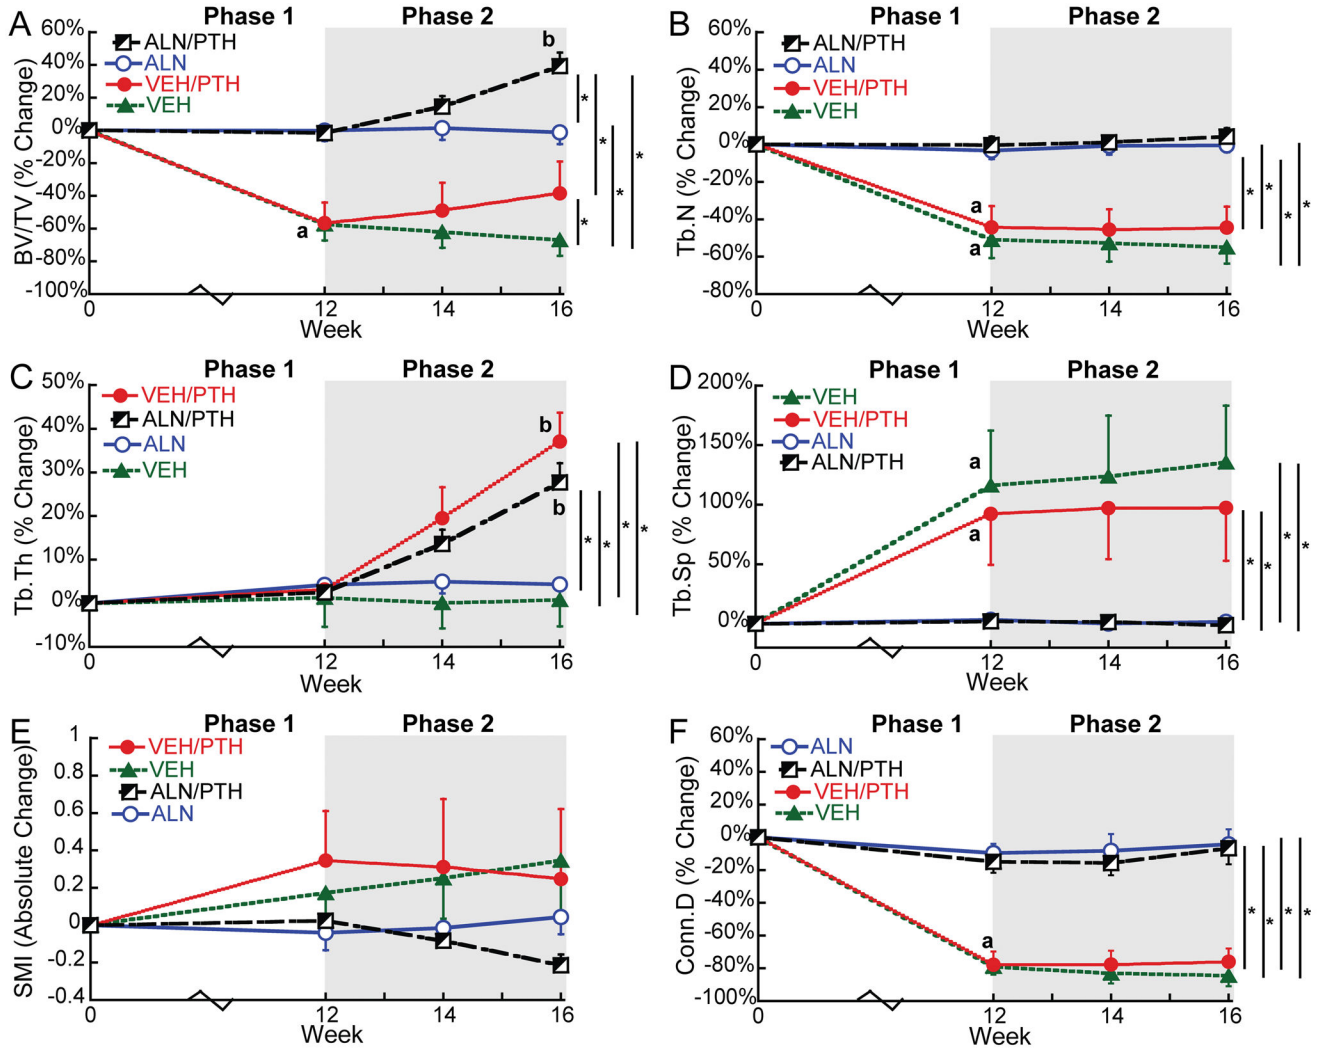 A
Phase 1
Phase 2
60%
40%
20%
0%
-20%
-40%
-60%
-80%
-100%
BV/TV (% Change)
ALN/PTH
ALN
VEH/PTH
VEH
a
b
*
*
*
*
*
0
12
14
16
Week
B
Phase 1
Phase 2
60%
40%
20%
0%
-20%
-40%
-60%
-80%
Tb.N (% Change)
ALN/PTH
ALN
VEH/PTH
VEH
a
a
*
*
*
*
0
12
14
16
Week
C
Phase 1
Phase 2
50%
40%
30%
20%
10%
0%
-10%
Tb.Th (% Change)
VEH/PTH
ALN/PTH
ALN
VEH
b
b
*
*
*
*
0
12
14
16
Week
D
Phase 1
Phase 2
200%
150%
100%
50%
0%
Tb.Sp (% Change)
VEH
VEH/PTH
ALN
ALN/PTH
a
a
*
*
*
*
0
12
14
16
Week
E
Phase 1
Phase 2
1
0.8
0.6
0.4
0.2
0
-0.2
-0.4
SMI (Absolute Change)
VEH/PTH
VEH
ALN/PTH
ALN
0
12
14
16
Week
F
Phase 1
Phase 2
60%
40%
20%
0%
-20%
-40%
-60%
-80%
-100%
Conn.D (% Change)
ALN
ALN/PTH
VEH/PTH
VEH
a
*
*
*
*
0
12
14
16
Week